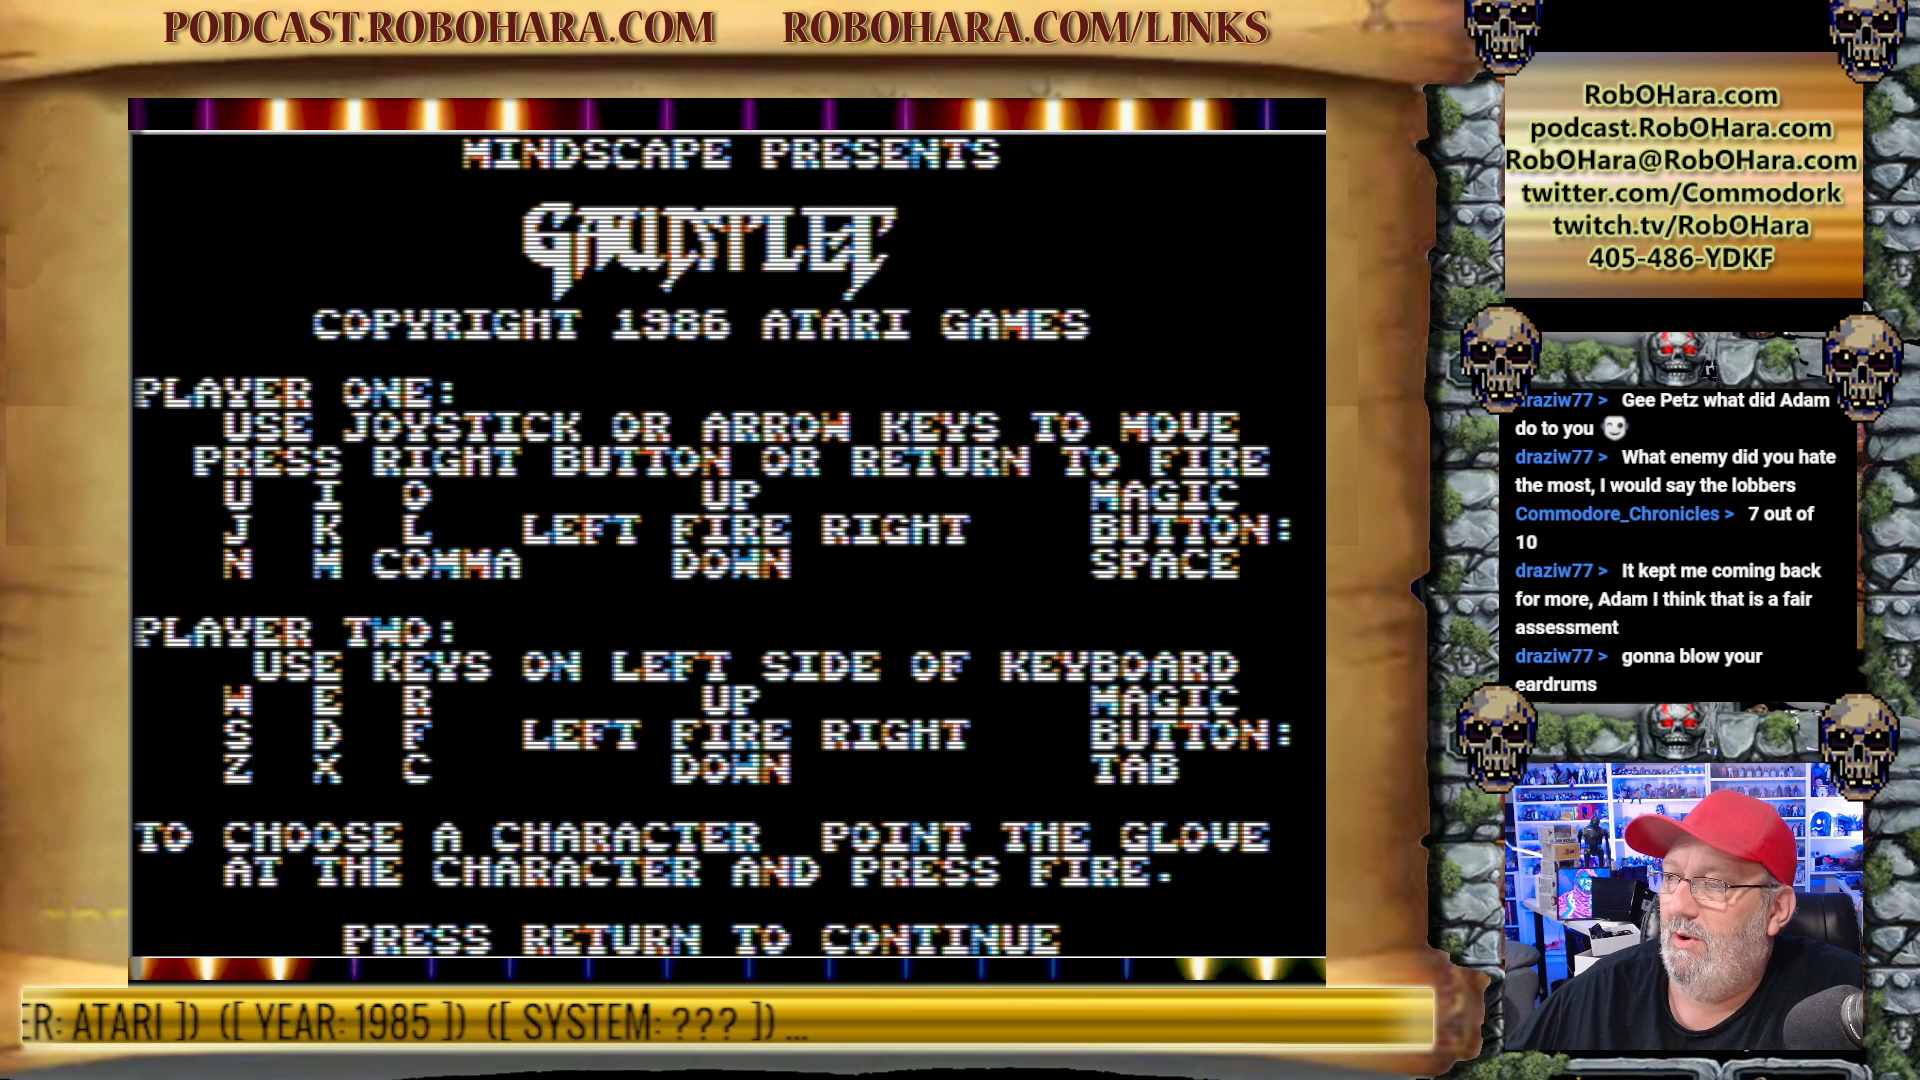 PODCAST.ROBOHARA.COM ROBOHARA.COM/LINKS
MINDSCAPE PRESENTS
GAUNTLET
COPYRIGHT 1986 ATARI GAMES
PLAYER ONE:
USE JOYSTICK OR ARROW KEYS TO MOVE
PRESS RIGHT BUTTON OR RETURN TO FIRE
U I O UP MAGIC
J K L LEFT FIRE RIGHT BUTTON:
N M COMMA DOWN SPACE
PLAYER TWO:
USE KEYS ON LEFT SIDE OF KEYBOARD
W E R UP MAGIC
S D F LEFT FIRE RIGHT BUTTON:
Z X C DOWN TAB
TO CHOOSE A CHARACTER POINT THE GLOVE
AT THE CHARACTER AND PRESS FIRE.
PRESS RETURN TO CONTINUE
ER: ATARI ]) ([ YEAR: 1985 ]) ([ SYSTEM: ??? ]) ...
RobOHara.com
podcast.RobOHara.com
RobOHara@RobOHara.com
twitter.com/Commodork
twitch.tv/RobOHara
405-486-YDKF
draziw77 > Gee Petz what did Adam
do to you
draziw77 > What enemy did you hate
the most, I would say the lobbers
Commodore_Chronicles > 7 out of
10
draziw77 > It kept me coming back
for more, Adam I think that is a fair
assessment
draziw77 > gonna blow your
eardrums